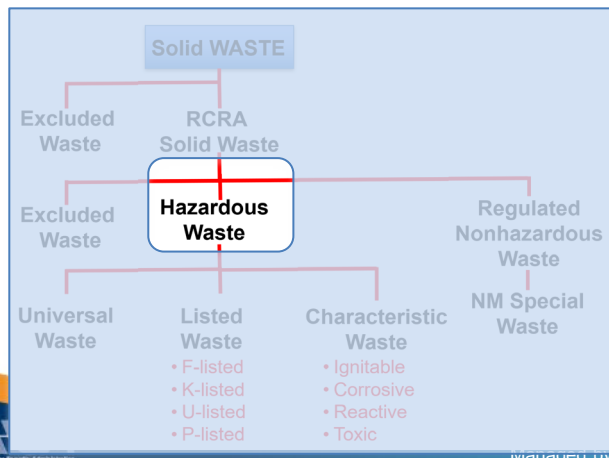 Solid WASTE
Excluded
Waste
RCRA
Solid Waste
Excluded
Waste
Hazardous
Waste
Regulated
Nonhazardous
Waste
Universal
Waste
Listed
Waste
• F-listed
• K-listed
• U-listed
• P-listed
Characteristic
Waste
• Ignitable
• Corrosive
• Reactive
• Toxic
NM Special
Waste